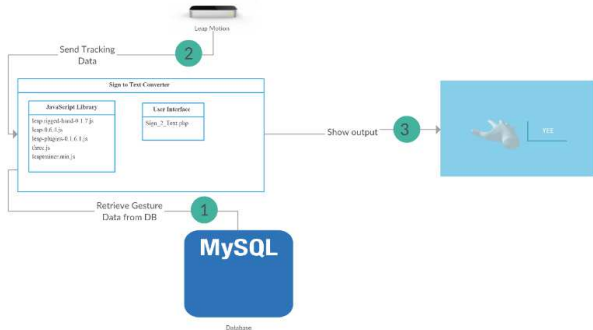 Leap Motion
Send Tracking
Data
2
Sign to Text Converter
JavaScript Library
leap-rigged-hand-0.1.7.js
leap-0.6.4.js
leap-plugins-0.1.6.1.js
three.js
leaptrainer.min.js
User Interface
Sign_2_Text.php
Show output
3
YES
Retrieve Gesture
Data from DB
1
MySQL
Database